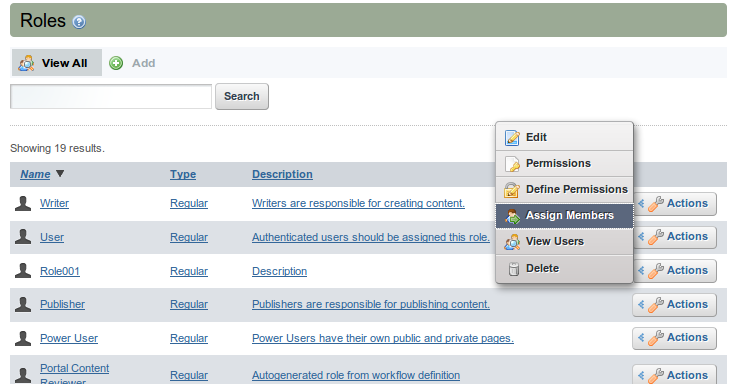 Roles
View All Add
Search
Showing 19 results.
Name Type Description
Writer Regular Writers are responsible for creating content. Actions
User Regular Authenticated users should be assigned this role. Actions
Role001 Regular Description Actions
Publisher Regular Publishers are responsible for publishing content. Actions
Power User Regular Power Users have their own public and private pages. Actions
Portal Content
Reviewer Regular Autogenerated role from workflow definition Actions
Edit
Permissions
Define Permissions
Assign Members
View Users
Delete